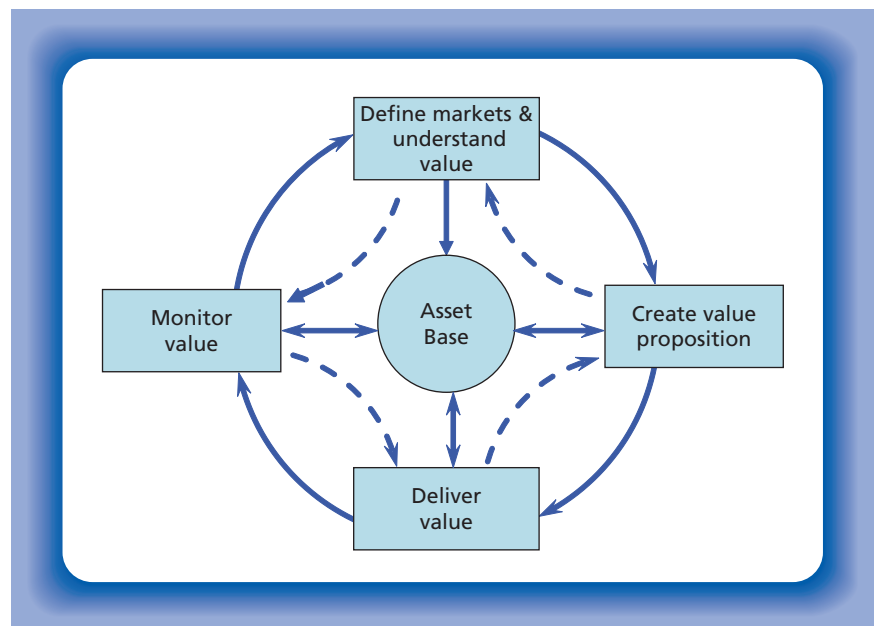 Define markets &
understand
value
Asset
Base
Monitor
value
Create value
proposition
Deliver
value